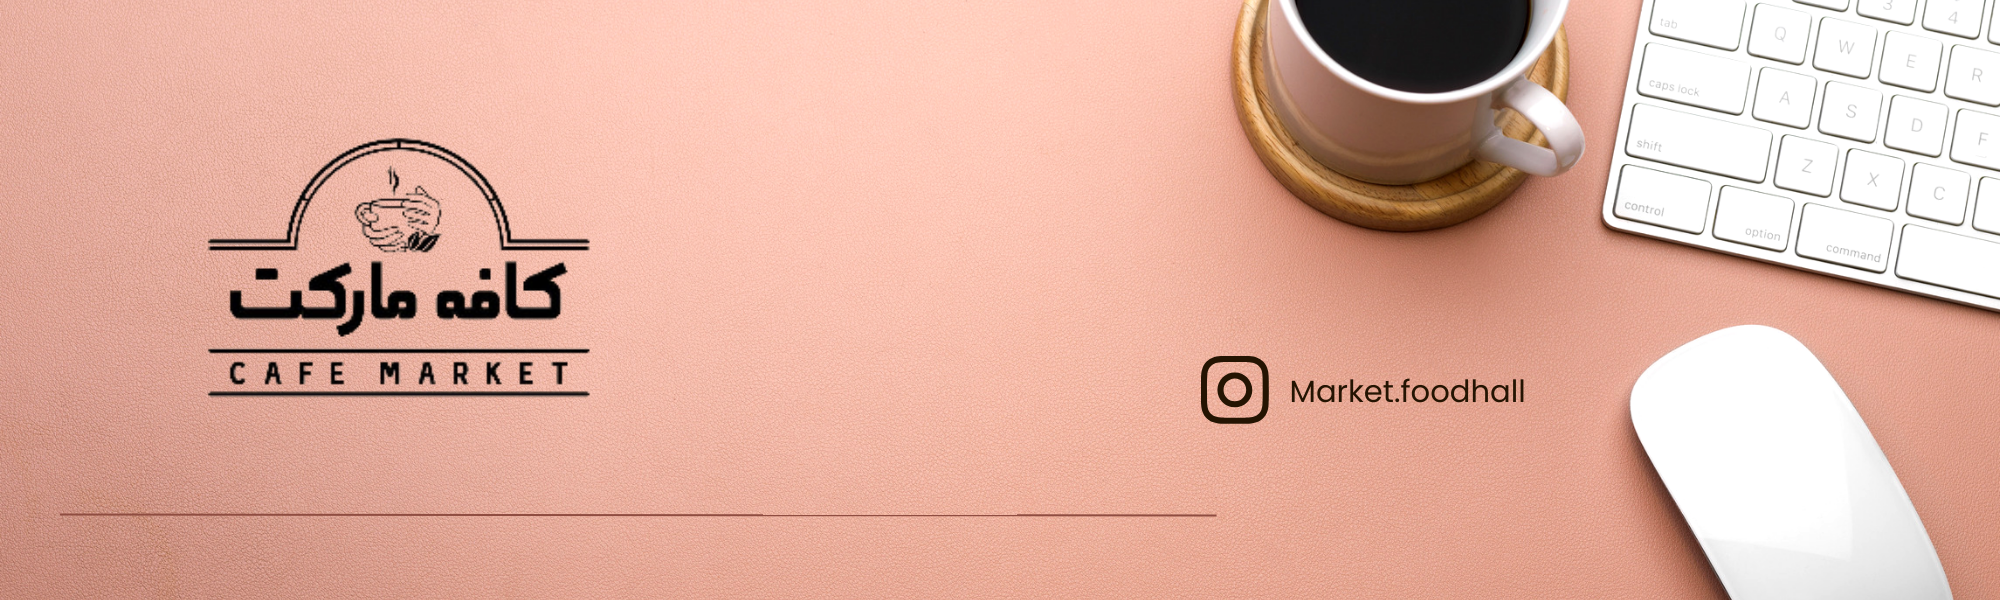 کافه مارکت
CAFE MARKET
Market.foodhall
3 4
tab Q W E R
caps lock A S D F
shift Z X C
control option command